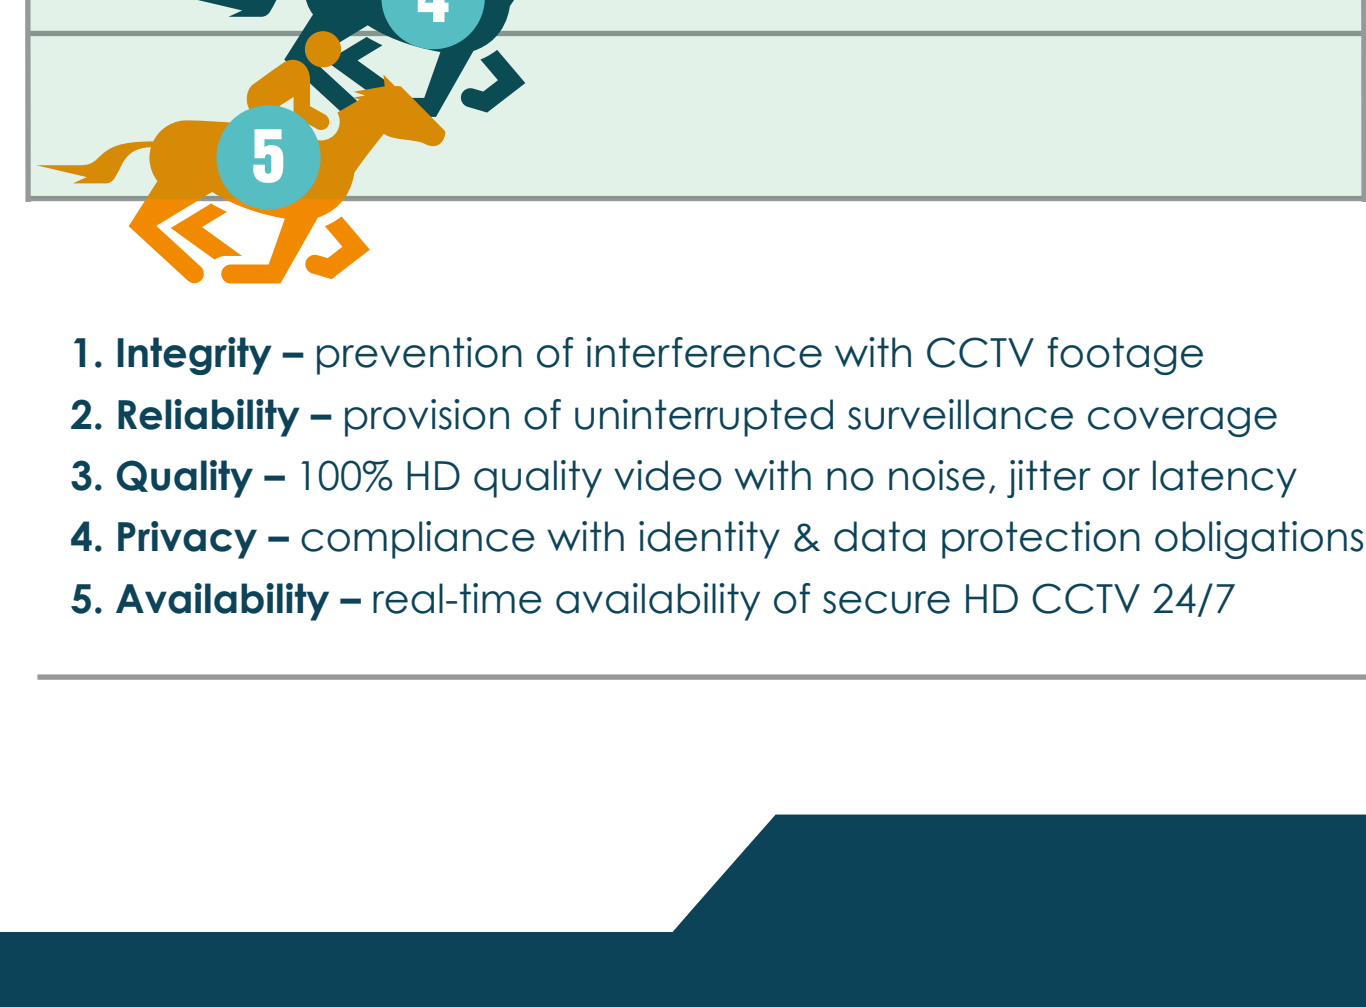 4
5
1. Integrity – prevention of interference with CCTV footage
2. Reliability – provision of uninterrupted surveillance coverage
3. Quality – 100% HD quality video with no noise, jitter or latency
4. Privacy – compliance with identity & data protection obligations
5. Availability – real-time availability of secure HD CCTV 24/7